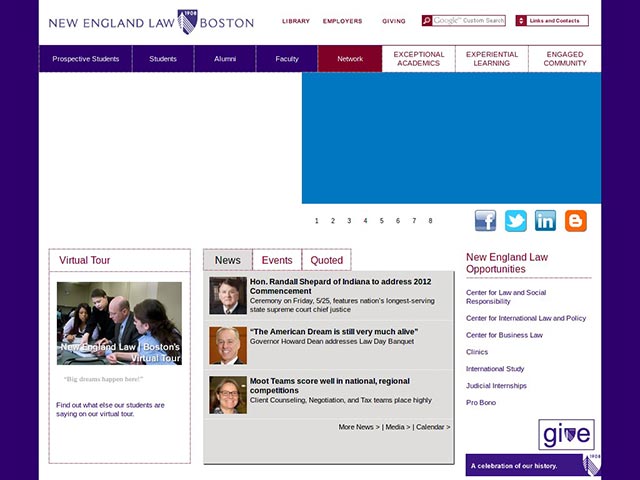 NEW ENGLAND LAW BOSTON
1908
LIBRARY EMPLOYERS GIVING
Google™ Custom Search
Links and Contacts
Prospective Students Students Alumni Faculty Network
EXCEPTIONAL
ACADEMICS
EXPERIENTIAL
LEARNING
ENGAGED
COMMUNITY
1 2 3 4 5 6 7 8
Virtual Tour
New England Law | Boston's
Virtual Tour
"Big dreams happen here!"
Find out what else our students are
saying on our virtual tour.
News Events Quoted
Hon. Randall Shepard of Indiana to address 2012
Commencement
Ceremony on Friday, 5/25, features nation's longest-serving
state supreme court chief justice
"The American Dream is still very much alive"
Governor Howard Dean addresses Law Day Banquet
Moot Teams score well in national, regional
competitions
Client Counseling, Negotiation, and Tax teams place highly
More News > | Media > | Calendar >
New England Law
Opportunities
Center for Law and Social
Responsibility
Center for International Law and Policy
Center for Business Law
Clinics
International Study
Judicial Internships
Pro Bono
give
A celebration of our history.
1908